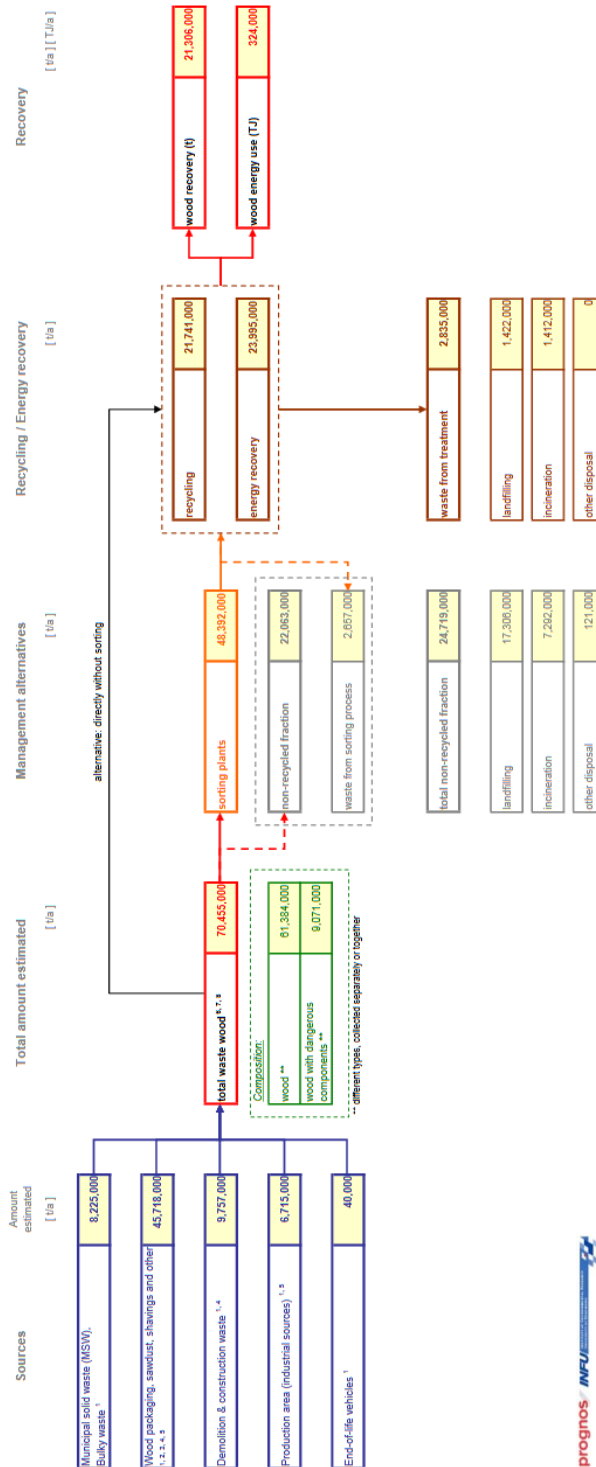 Sources
Amount
estimated
[ t/a ]
Total amount estimated
[ t/a ]
Management alternatives
[ t/a ]
Recycling / Energy recovery
[ t/a ]
Recovery
[ t/a ] [ TJ/a ]
Municipal solid waste (MSW),
Bulky waste ¹
8,225,000
Wood packaging, sawdust, shavings and other
1, 2, 3, 4, 5
45,718,000
Demolition & construction waste ¹, ⁴
9,757,000
Production area (industrial sources) ¹, ⁵
6,715,000
End-of-life vehicles ¹
40,000
alternative: directly without sorting
total waste wood ⁶, ⁷, ⁸
70,455,000
Composition:
wood **
61,384,000
wood with dangerous
components **
9,071,000
** different types, collected separately or together
sorting plants
48,392,000
non-recycled fraction
22,063,000
waste from sorting process
2,657,000
total non-recycled fraction
24,719,000
landfilling
17,306,000
incineration
7,292,000
other disposal
121,000
recycling
21,741,000
energy recovery
23,995,000
waste from treatment
2,835,000
landfilling
1,422,000
incineration
1,412,000
other disposal
0
wood recovery (t)
21,306,000
wood energy use (TJ)
324,000
prognos INFU